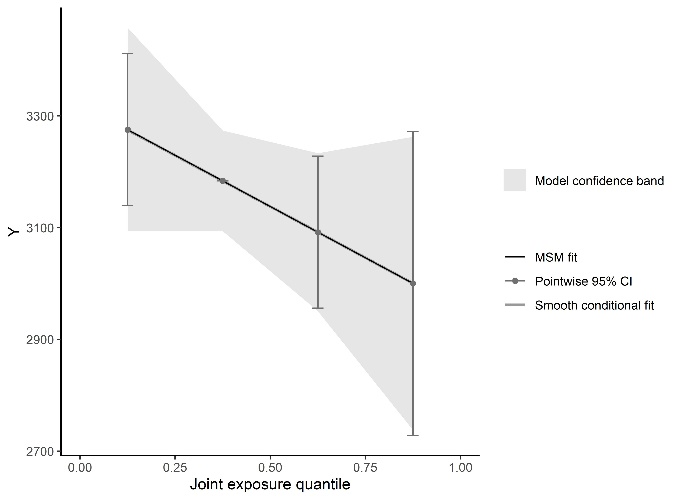 Y
3300
3100
2900
2700
0.00 0.25 0.50 0.75 1.00
Joint exposure quantile
Model confidence band
MSM fit
Pointwise 95% CI
Smooth conditional fit